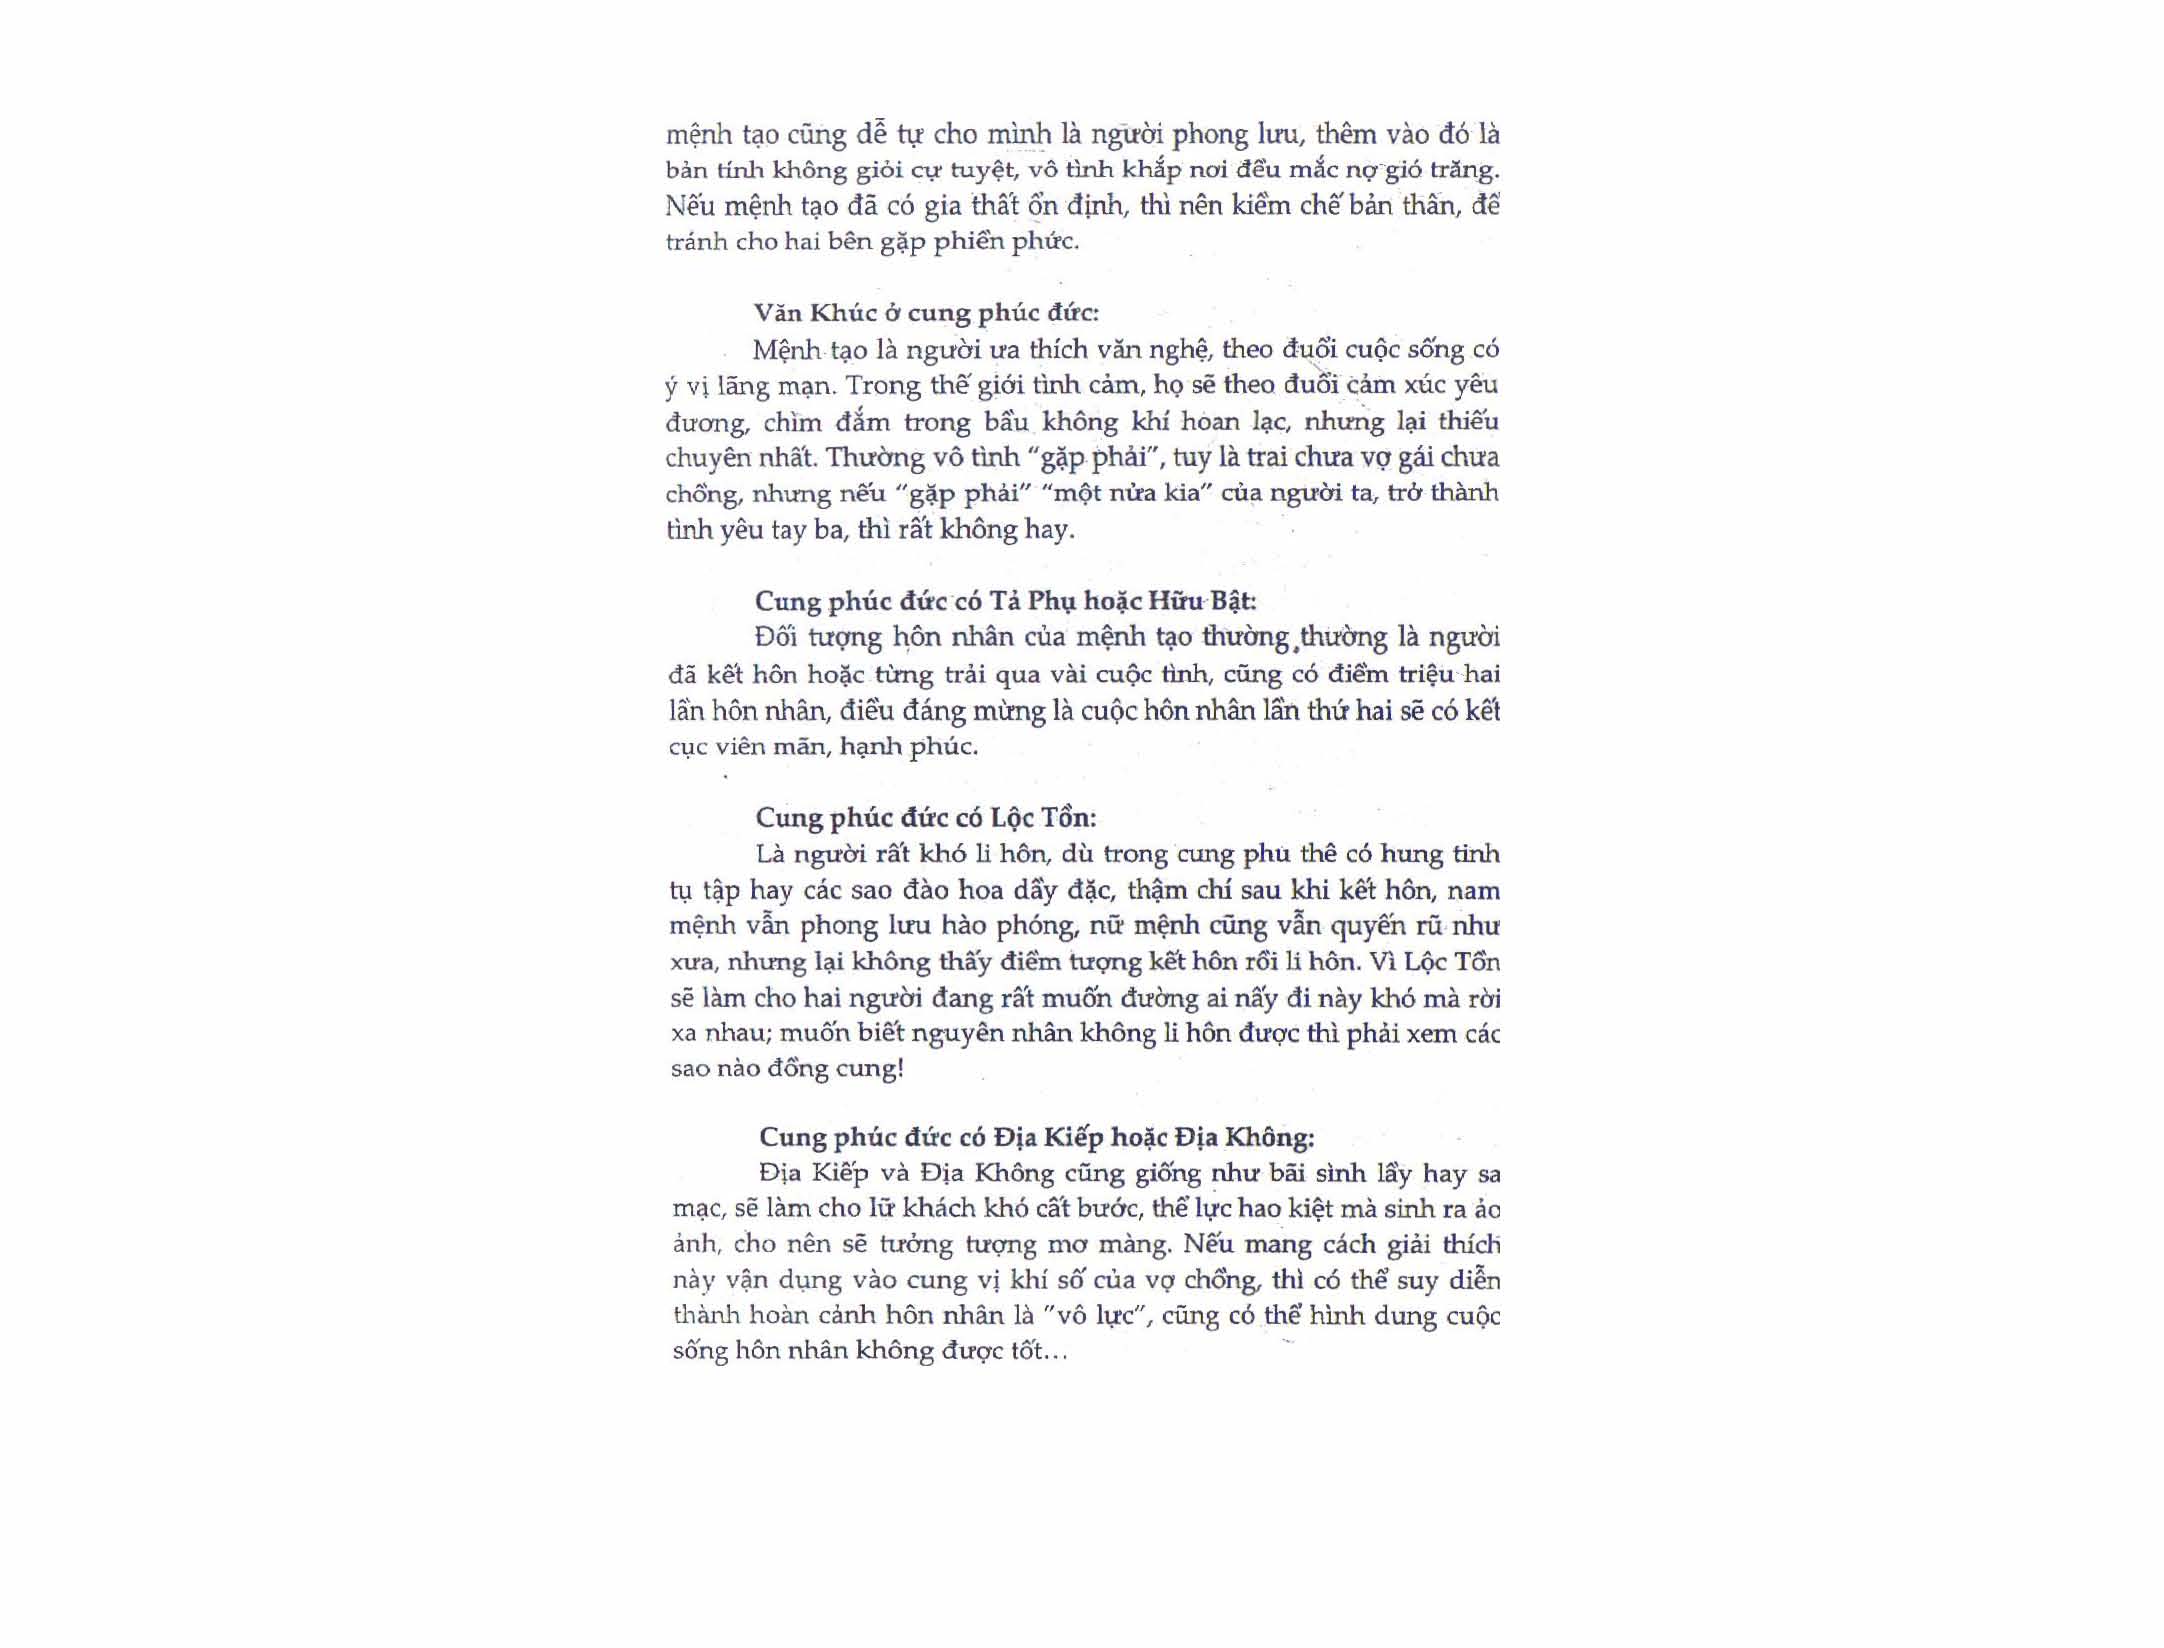 mệnh tạo cũng dễ tự cho mình là người phong lưu, thêm vào đó là
bản tính không giỏi cự tuyệt, vô tình khắp nơi đều mắc nợ gió trăng.
Nếu mệnh tạo đã có gia thất ổn định, thì nên kiềm chế bản thân, để
tránh cho hai bên gặp phiền phức.
Văn Khúc ở cung phúc đức:
Mệnh tạo là người ưa thích văn nghệ, theo đuổi cuộc sống có
ý vị lãng mạn. Trong thế giới tình cảm, họ sẽ theo đuổi cảm xúc yêu
đương, chìm đắm trong bầu không khí hoan lạc, nhưng lại thiếu
chuyên nhất. Thường vô tình "gặp phải", tuy là trai chưa vợ gái chưa
chồng, nhưng nếu "gặp phải" "một nửa kia" của người ta, trở thành
tình yêu tay ba, thì rất không hay.
Cung phúc đức có Tả Phụ hoặc Hữu Bật:
Đối tượng hôn nhân của mệnh tạo thường thường là người
đã kết hôn hoặc từng trải qua vài cuộc tình, cũng có điềm triệu hai
lần hôn nhân, điều đáng mừng là cuộc hôn nhân lần thứ hai sẽ có kết
cục viên mãn, hạnh phúc.
Cung phúc đức có Lộc Tồn:
Là người rất khó li hôn, dù trong cung phu thê có hung tinh
tụ tập hay các sao đào hoa dầy đặc, thậm chí sau khi kết hôn, nam
mệnh vẫn phong lưu hào phóng, nữ mệnh cũng vẫn quyến rũ như
xưa, nhưng lại không thấy điềm tượng kết hôn rồi li hôn. Vì Lộc Tồn
sẽ làm cho hai người đang rất muốn đường ai nấy đi này khó mà rời
xa nhau; muốn biết nguyên nhân không li hôn được thì phải xem các
sao nào đồng cung!
Cung phúc đức có Địa Kiếp hoặc Địa Không:
Địa Kiếp và Địa Không cũng giống như bãi sình lầy hay sa
mạc, sẽ làm cho lữ khách khó cất bước, thể lực hao kiệt mà sinh ra ảo
ảnh, cho nên sẽ tưởng tượng mơ màng. Nếu mang cách giải thích
này vận dụng vào cung vị khí số của vợ chồng, thì có thể suy diễn
thành hoàn cảnh hôn nhân là "vô lực", cũng có thể hình dung cuộc
sống hôn nhân không được tốt...